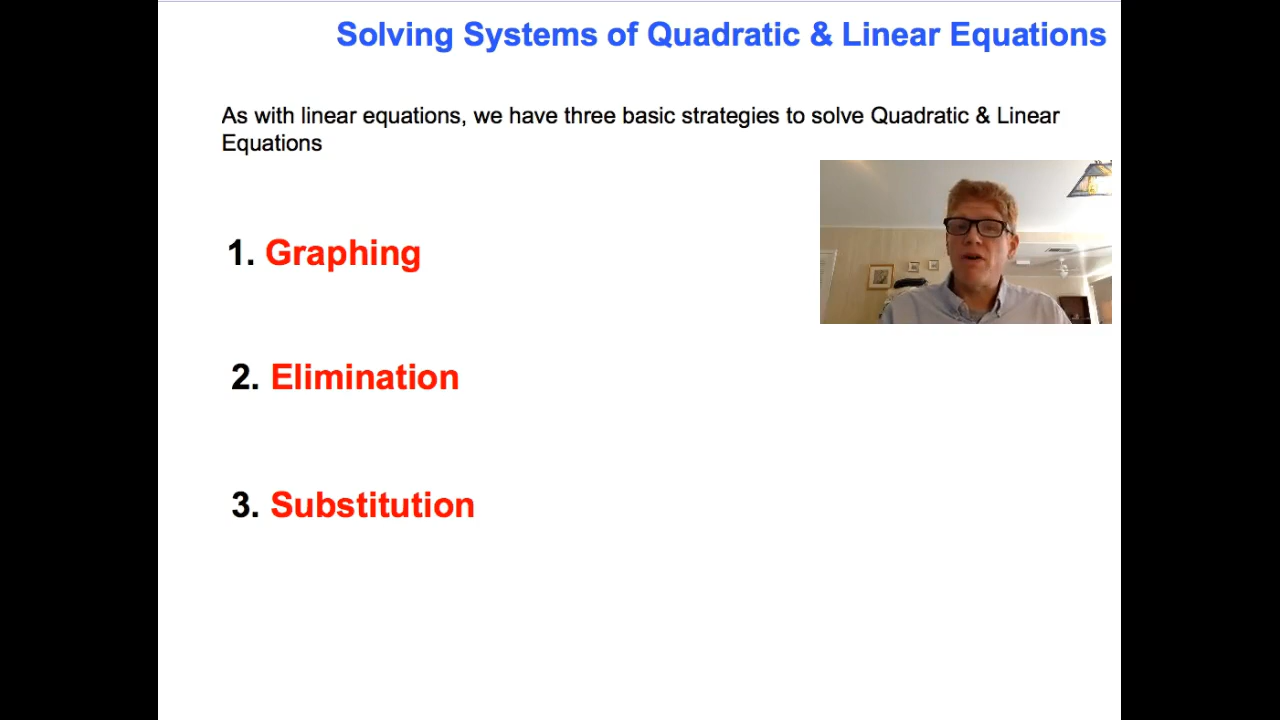 Solving Systems of Quadratic & Linear Equations
As with linear equations, we have three basic strategies to solve Quadratic & Linear
Equations
1. Graphing
2. Elimination
3. Substitution